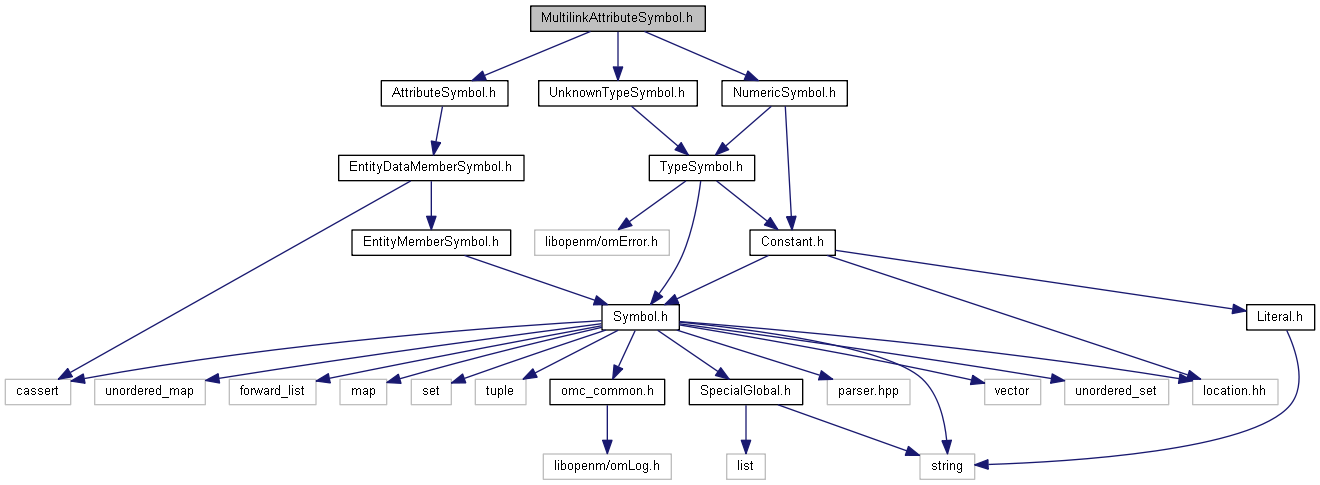 MultilinkAttributeSymbol.h
AttributeSymbol.h
UnknownTypeSymbol.h
NumericSymbol.h
EntityDataMemberSymbol.h
TypeSymbol.h
EntityMemberSymbol.h
libopenm/omError.h
Constant.h
Symbol.h
Literal.h
cassert
unordered_map
forward_list
map
set
tuple
omc_common.h
SpecialGlobal.h
parser.hpp
vector
unordered_set
location.hh
libopenm/omLog.h
list
string